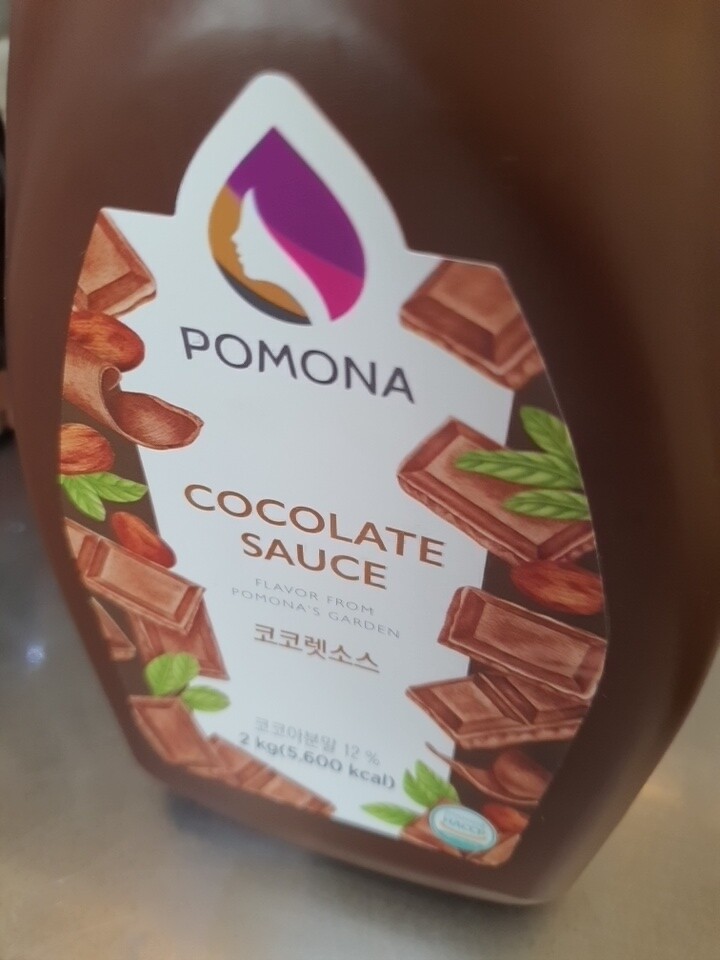 POMONA
COCOLATE
SAUCE
FLAVOR FROM
POMONA'S GARDEN
코코렛소스
코코아분말 12 %
2 kg(5,600 kcal)
HACCP